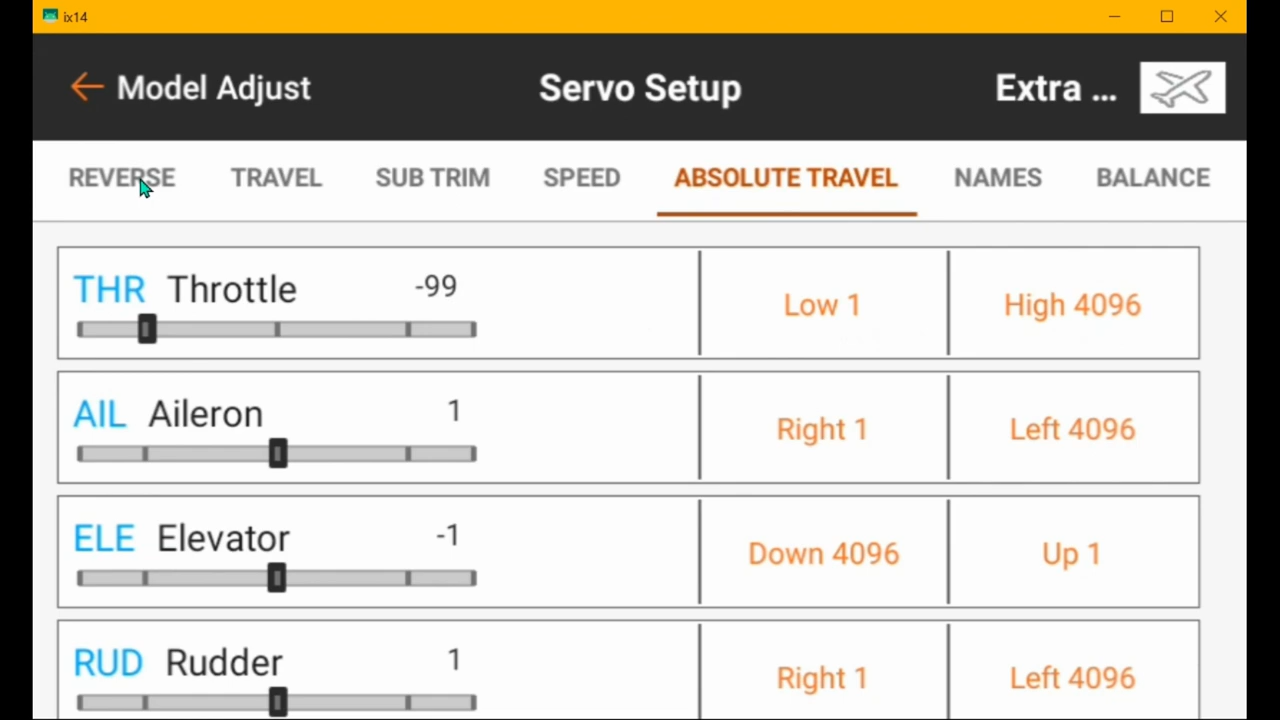 ix14
Model Adjust Servo Setup Extra ...
REVERSE TRAVEL SUB TRIM SPEED ABSOLUTE TRAVEL NAMES BALANCE
THR Throttle -99 Low 1 High 4096
AIL Aileron 1 Right 1 Left 4096
ELE Elevator -1 Down 4096 Up 1
RUD Rudder 1 Right 1 Left 4096